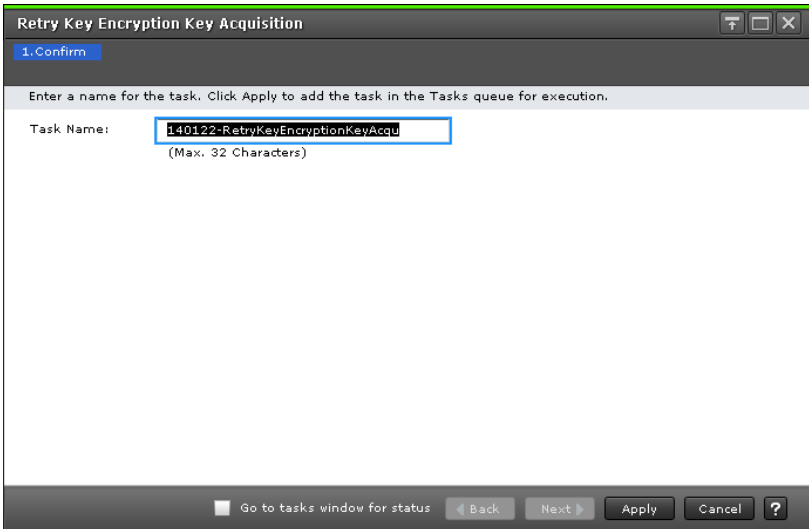 Retry Key Encryption Key Acquisition
1.Confirm
Enter a name for the task. Click Apply to add the task in the Tasks queue for execution.
Task Name: 140122-RetryKeyEncryptionKeyAcqu
(Max. 32 Characters)
Go to tasks window for status Back Next Apply Cancel ?